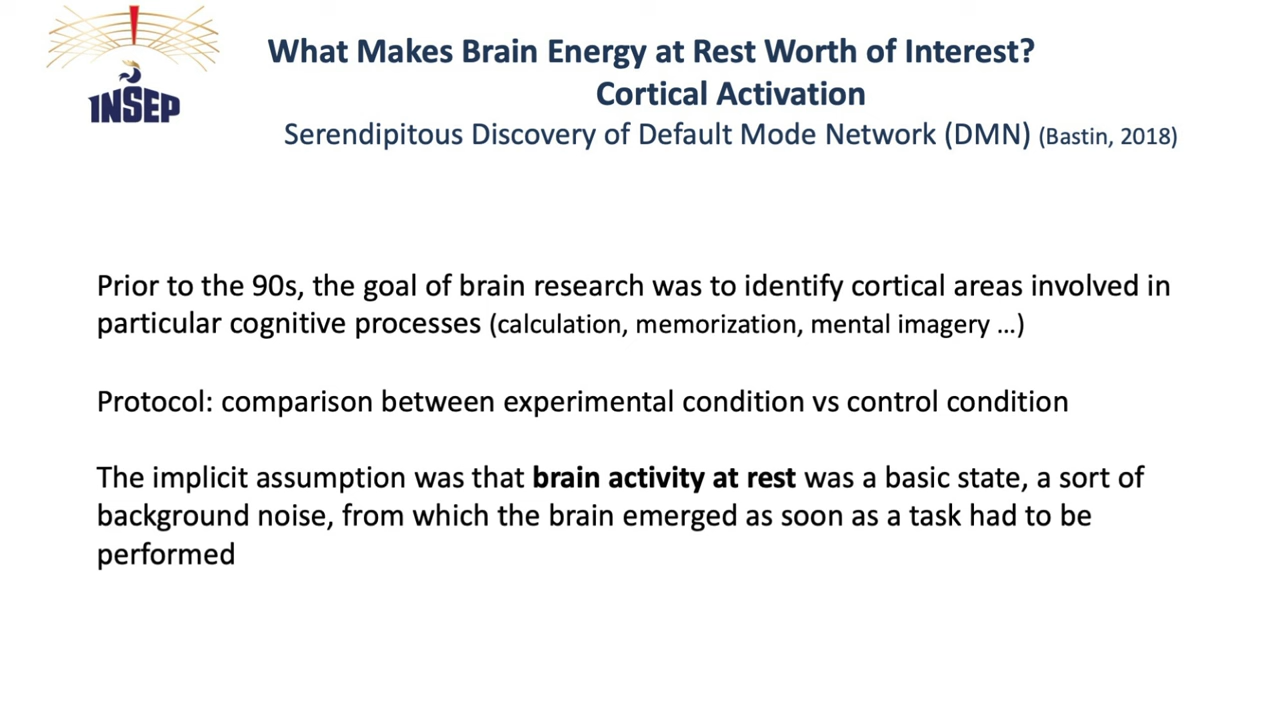 INSEP
What Makes Brain Energy at Rest Worth of Interest?
Cortical Activation
Serendipitous Discovery of Default Mode Network (DMN) (Bastin, 2018)
Prior to the 90s, the goal of brain research was to identify cortical areas involved in
particular cognitive processes (calculation, memorization, mental imagery ...)
Protocol: comparison between experimental condition vs control condition
The implicit assumption was that brain activity at rest was a basic state, a sort of
background noise, from which the brain emerged as soon as a task had to be
performed